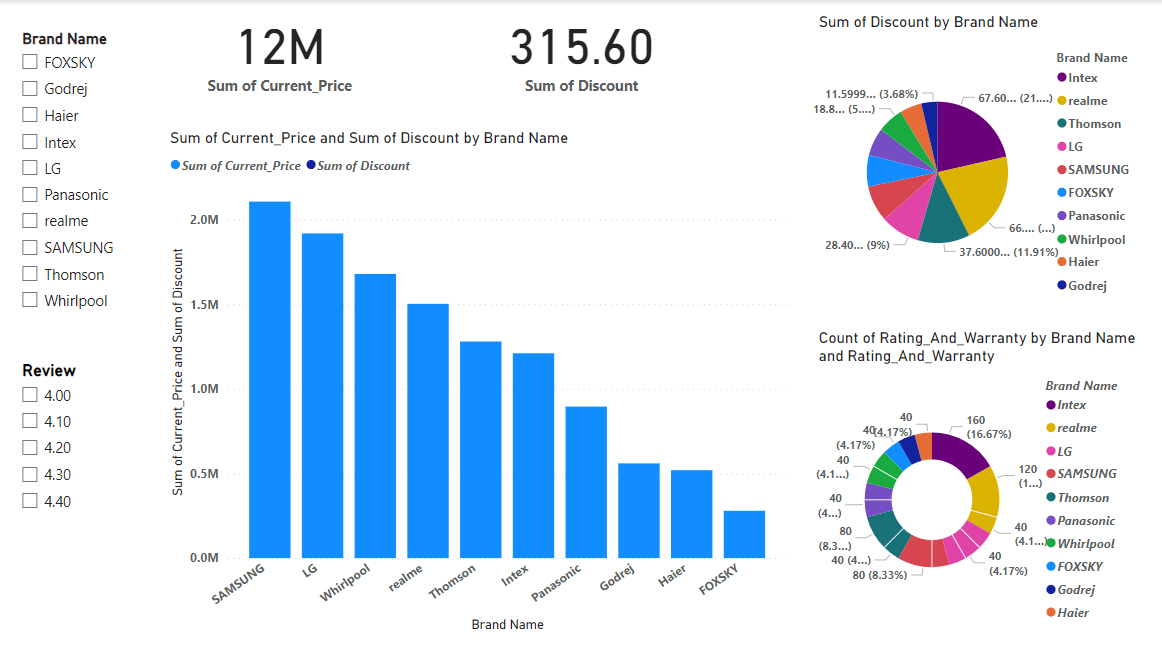 Brand Name
FOXSKY
Godrej
Haier
Intex
LG
Panasonic
realme
SAMSUNG
Thomson
Whirlpool
Review
4.00
4.10
4.20
4.30
4.40
12M
Sum of Current_Price
315.60
Sum of Discount
Sum of Current_Price and Sum of Discount by Brand Name
Sum of Current_Price
Sum of Discount
Sum of Current_Price and Sum of Discount
2.0M
1.5M
1.0M
0.5M
0.0M
SAMSUNG
LG
Whirlpool
realme
Thomson
Intex
Panasonic
Godrej
Haier
FOXSKY
Brand Name
Sum of Discount by Brand Name
11.5999... (3.68%)
18.8... (5....)
28.40... (9%)
67.60... (21....)
66.... (...)
37.6000... (11.91%)
Brand Name
Intex
realme
Thomson
LG
SAMSUNG
FOXSKY
Panasonic
Whirlpool
Haier
Godrej
Count of Rating_And_Warranty by Brand Name
and Rating_And_Warranty
40
40
(4.17%)
(4.17%)
40
(4.1...)
40
(4...)
80
(8.3...)
40 (4...)
80 (8.33%)
160
(16.67%)
120
(1...)
40
(4.1...)
40
(4.17%)
Brand Name
Intex
realme
LG
SAMSUNG
Thomson
Panasonic
Whirlpool
FOXSKY
Godrej
Haier